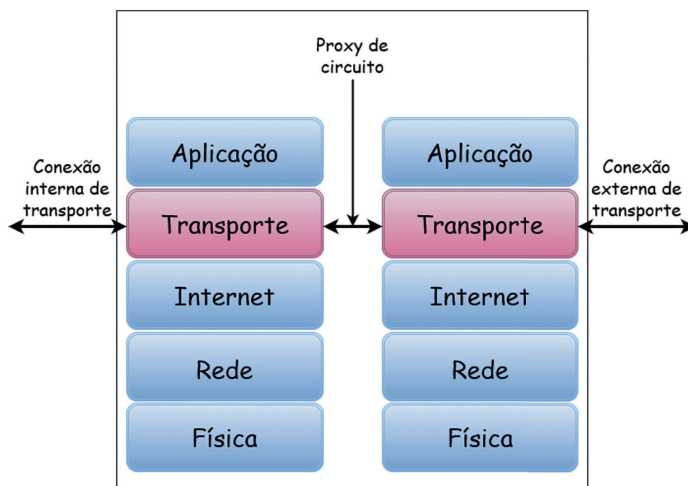 Proxy de
circuito
Aplicação
Aplicação
Conexão
interna de
transporte
Transporte
Transporte
Conexão
externa de
transporte
Internet
Internet
Rede
Rede
Física
Física